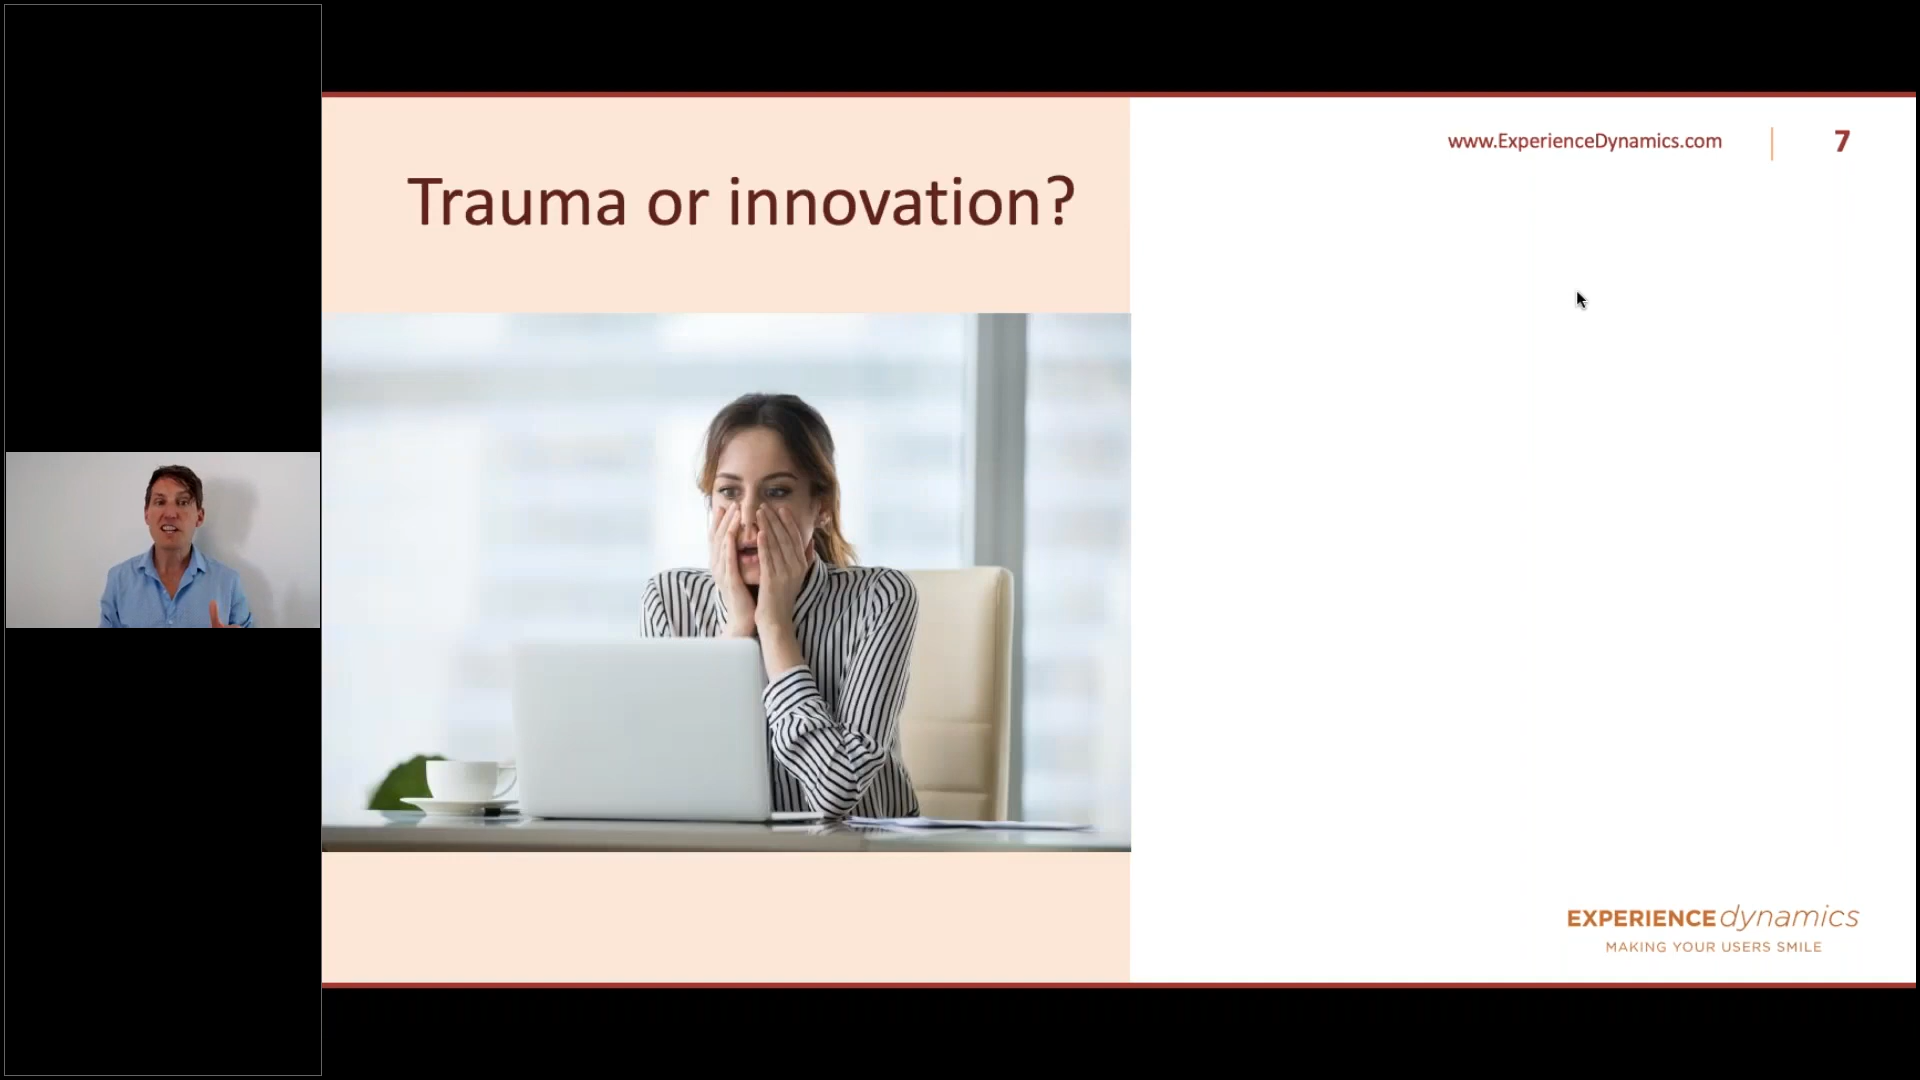 Trauma or innovation?
www.ExperienceDynamics.com
7
EXPERIENCE dynamics
MAKING YOUR USERS SMILE